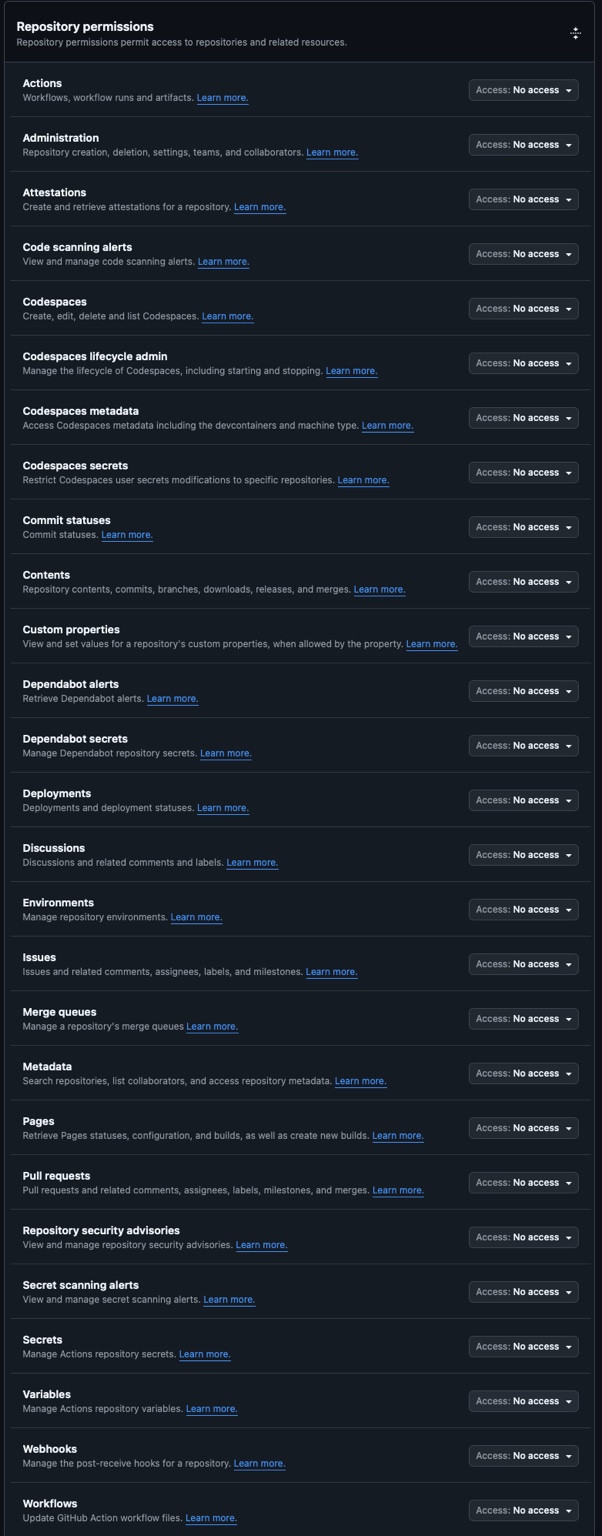 Repository permissions
Repository permissions permit access to repositories and related resources.
Actions
Workflows, workflow runs and artifacts. Learn more.
Access: No access
Administration
Repository creation, deletion, settings, teams, and collaborators. Learn more.
Access: No access
Attestations
Create and retrieve attestations for a repository. Learn more.
Access: No access
Code scanning alerts
View and manage code scanning alerts. Learn more.
Access: No access
Codespaces
Create, edit, delete and list Codespaces. Learn more.
Access: No access
Codespaces lifecycle admin
Manage the lifecycle of Codespaces, including starting and stopping. Learn more.
Access: No access
Codespaces metadata
Access Codespaces metadata including the devcontainers and machine type. Learn more.
Access: No access
Codespaces secrets
Restrict Codespaces user secrets modifications to specific repositories. Learn more.
Access: No access
Commit statuses
Commit statuses. Learn more.
Access: No access
Contents
Repository contents, commits, branches, downloads, releases, and merges. Learn more.
Access: No access
Custom properties
View and set values for a repository's custom properties, when allowed by the property. Learn more.
Access: No access
Dependabot alerts
Retrieve Dependabot alerts. Learn more.
Access: No access
Dependabot secrets
Manage Dependabot repository secrets. Learn more.
Access: No access
Deployments
Deployments and deployment statuses. Learn more.
Access: No access
Discussions
Discussions and related comments and labels. Learn more.
Access: No access
Environments
Manage repository environments. Learn more.
Access: No access
Issues
Issues and related comments, assignees, labels, and milestones. Learn more.
Access: No access
Merge queues
Manage a repository's merge queues Learn more.
Access: No access
Metadata
Search repositories, list collaborators, and access repository metadata. Learn more.
Access: No access
Pages
Retrieve Pages statuses, configuration, and builds, as well as create new builds. Learn more.
Access: No access
Pull requests
Pull requests and related comments, assignees, labels, milestones, and merges. Learn more.
Access: No access
Repository security advisories
View and manage repository security advisories. Learn more.
Access: No access
Secret scanning alerts
View and manage secret scanning alerts. Learn more.
Access: No access
Secrets
Manage Actions repository secrets. Learn more.
Access: No access
Variables
Manage Actions repository variables. Learn more.
Access: No access
Webhooks
Manage the post-receive hooks for a repository. Learn more.
Access: No access
Workflows
Update GitHub Action workflow files. Learn more.
Access: No access